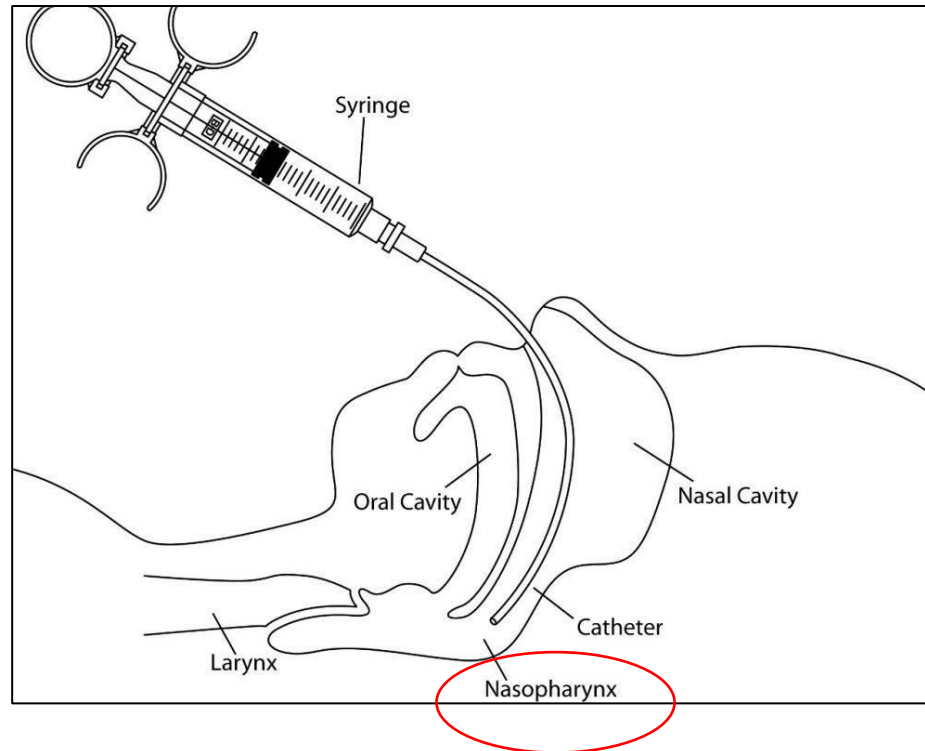 Syringe
Oral Cavity
Nasal Cavity
Catheter
Larynx
Nasopharynx